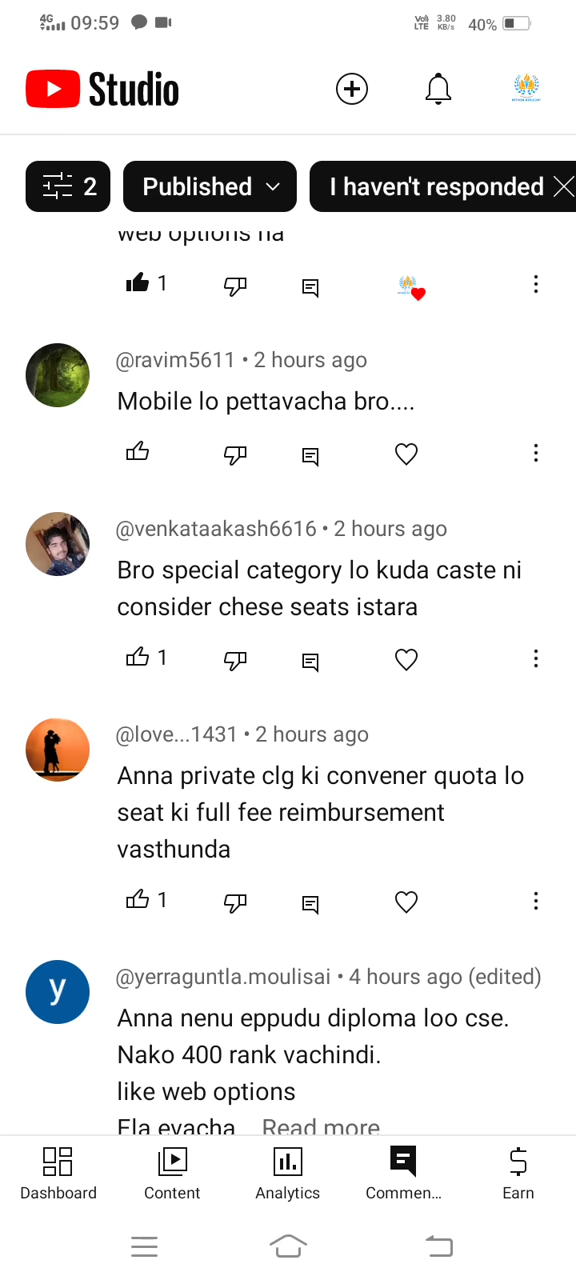 4G 09:59 Vo) LTE 3.80 KB/s 40%
Studio
2 Published I haven't responded
web options na
1
@ravim5611 • 2 hours ago
Mobile lo pettavacha bro....
@venkataakash6616 • 2 hours ago
Bro special category lo kuda caste ni
consider chese seats istara
1
@love...1431 • 2 hours ago
Anna private clg ki convener quota lo
seat ki full fee reimbursement
vasthunda
1
y
@yerraguntla.moulisai • 4 hours ago (edited)
Anna nenu eppudu diploma loo cse.
Nako 400 rank vachindi.
like web options
Ela evacha Read more
Dashboard Content Analytics Commen... Earn